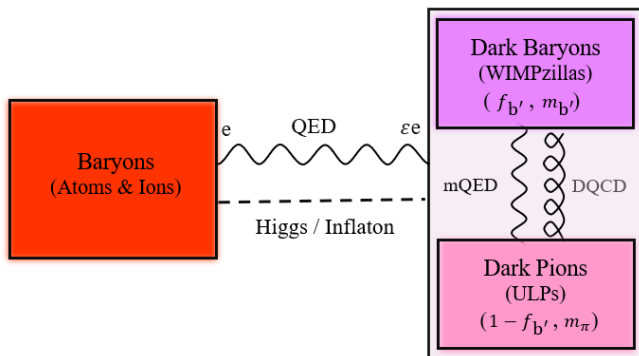 Baryons
(Atoms & Ions)
e
QED
εe
Higgs / Inflaton
Dark Baryons
(WIMPzillas)
( f_b′ , m_b′ )
mQED
DQCD
Dark Pions
(ULPs)
(1 − f_b′ , m_π)